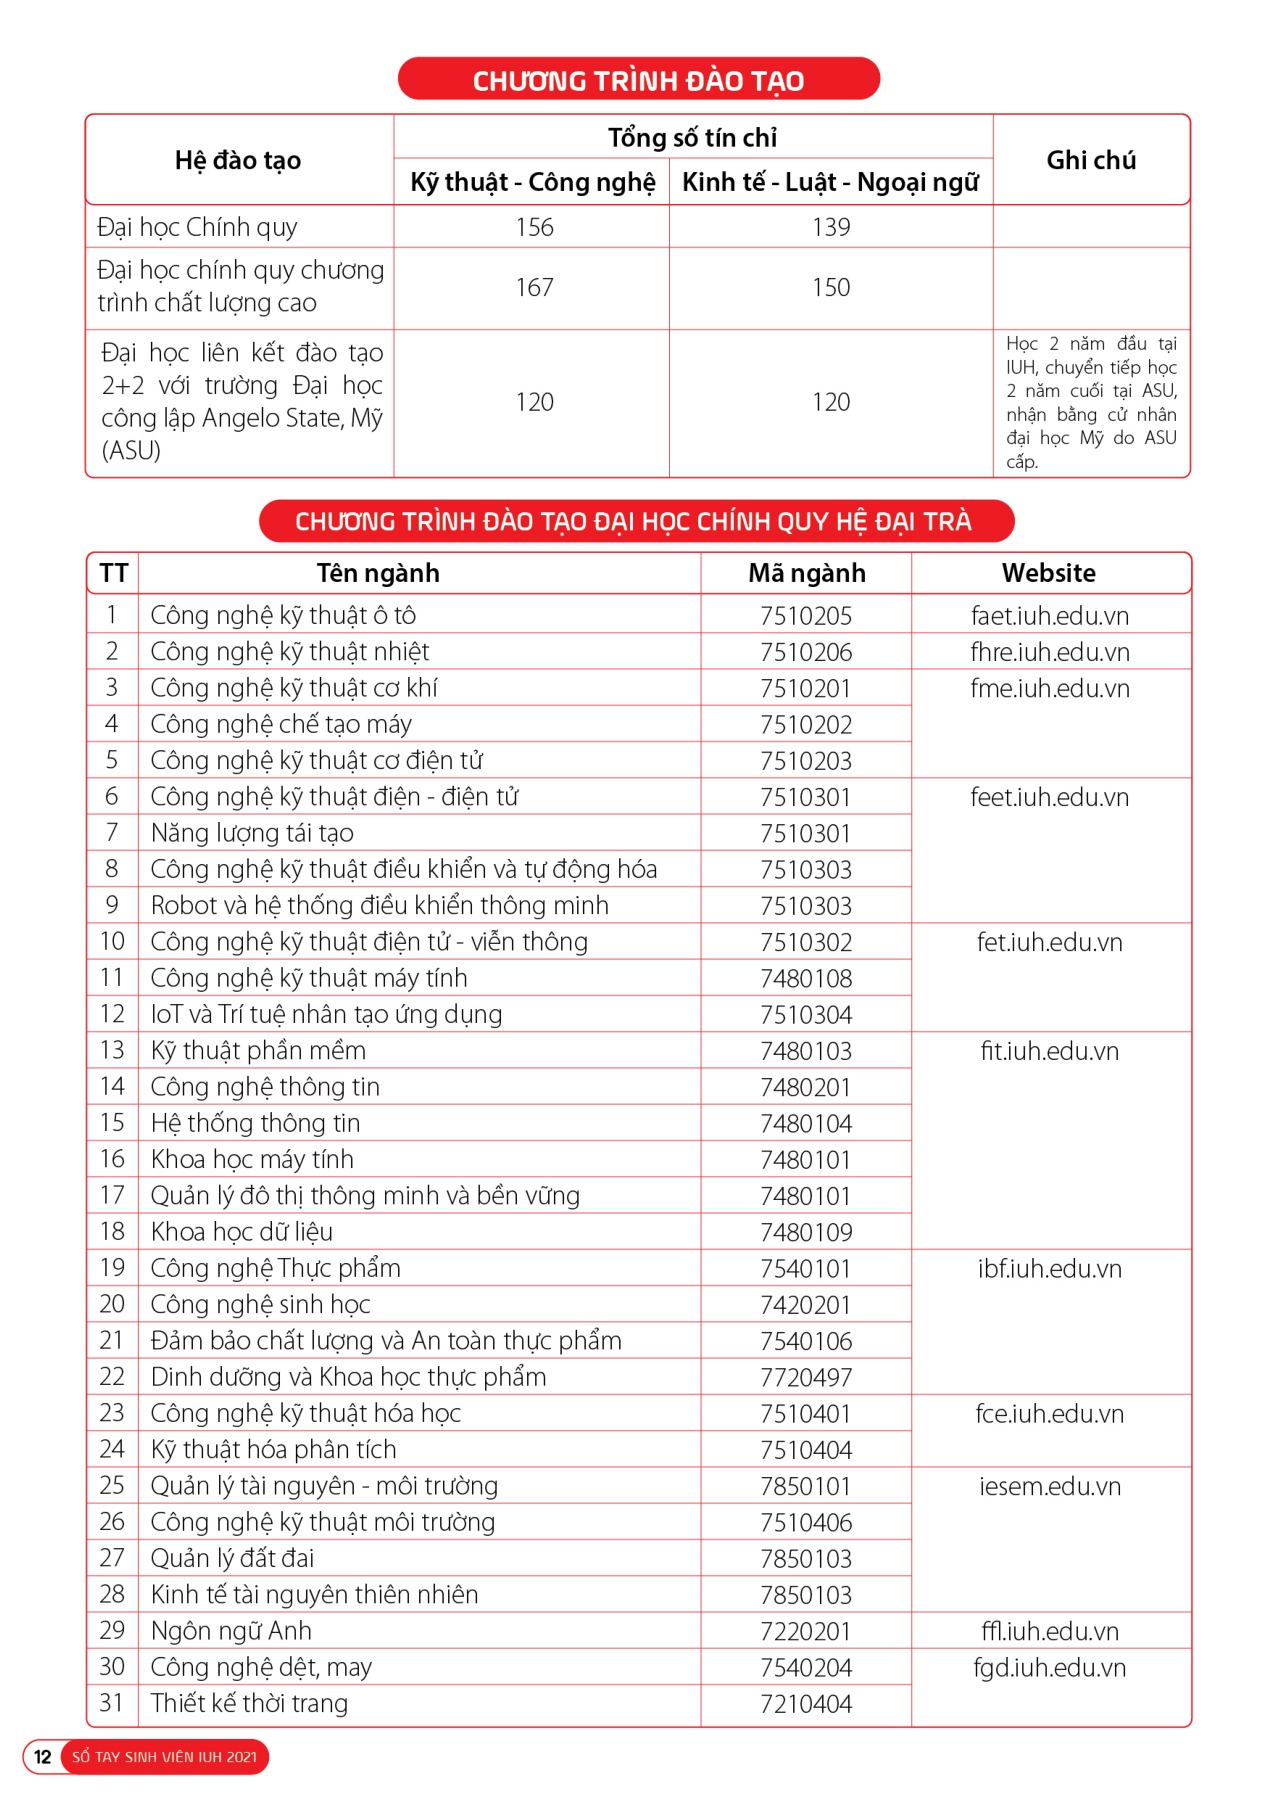 CHƯƠNG TRÌNH ĐÀO TẠO
Hệ đào tạo
Tổng số tín chỉ
Ghi chú
Kỹ thuật - Công nghệ
Kinh tế - Luật - Ngoại ngữ
Đại học Chính quy 156 139
Đại học chính quy chương
trình chất lượng cao
167 150
Đại học liên kết đào tạo
2+2 với trường Đại học
công lập Angelo State, Mỹ
(ASU)
120 120
Học 2 năm đầu tại
IUH, chuyển tiếp học
2 năm cuối tại ASU,
nhận bằng cử nhân
đại học Mỹ do ASU
cấp.
CHƯƠNG TRÌNH ĐÀO TẠO ĐẠI HỌC CHÍNH QUY HỆ ĐẠI TRÀ
TT Tên ngành Mã ngành Website
1 Công nghệ kỹ thuật ô tô 7510205 faet.iuh.edu.vn
2 Công nghệ kỹ thuật nhiệt 7510206 fhre.iuh.edu.vn
3 Công nghệ kỹ thuật cơ khí 7510201 fme.iuh.edu.vn
4 Công nghệ chế tạo máy 7510202
5 Công nghệ kỹ thuật cơ điện tử 7510203
6 Công nghệ kỹ thuật điện - điện tử 7510301 feet.iuh.edu.vn
7 Năng lượng tái tạo 7510301
8 Công nghệ kỹ thuật điều khiển và tự động hóa 7510303
9 Robot và hệ thống điều khiển thông minh 7510303
10 Công nghệ kỹ thuật điện tử - viễn thông 7510302 fet.iuh.edu.vn
11 Công nghệ kỹ thuật máy tính 7480108
12 IoT và Trí tuệ nhân tạo ứng dụng 7510304
13 Kỹ thuật phần mềm 7480103 fit.iuh.edu.vn
14 Công nghệ thông tin 7480201
15 Hệ thống thông tin 7480104
16 Khoa học máy tính 7480101
17 Quản lý đô thị thông minh và bền vững 7480101
18 Khoa học dữ liệu 7480109
19 Công nghệ Thực phẩm 7540101 ibf.iuh.edu.vn
20 Công nghệ sinh học 7420201
21 Đảm bảo chất lượng và An toàn thực phẩm 7540106
22 Dinh dưỡng và Khoa học thực phẩm 7720497
23 Công nghệ kỹ thuật hóa học 7510401 fce.iuh.edu.vn
24 Kỹ thuật hóa phân tích 7510404
25 Quản lý tài nguyên - môi trường 7850101 iesem.edu.vn
26 Công nghệ kỹ thuật môi trường 7510406
27 Quản lý đất đai 7850103
28 Kinh tế tài nguyên thiên nhiên 7850103
29 Ngôn ngữ Anh 7220201 ffl.iuh.edu.vn
30 Công nghệ dệt, may 7540204 fgd.iuh.edu.vn
31 Thiết kế thời trang 7210404
12 SỔ TAY SINH VIÊN IUH 2021